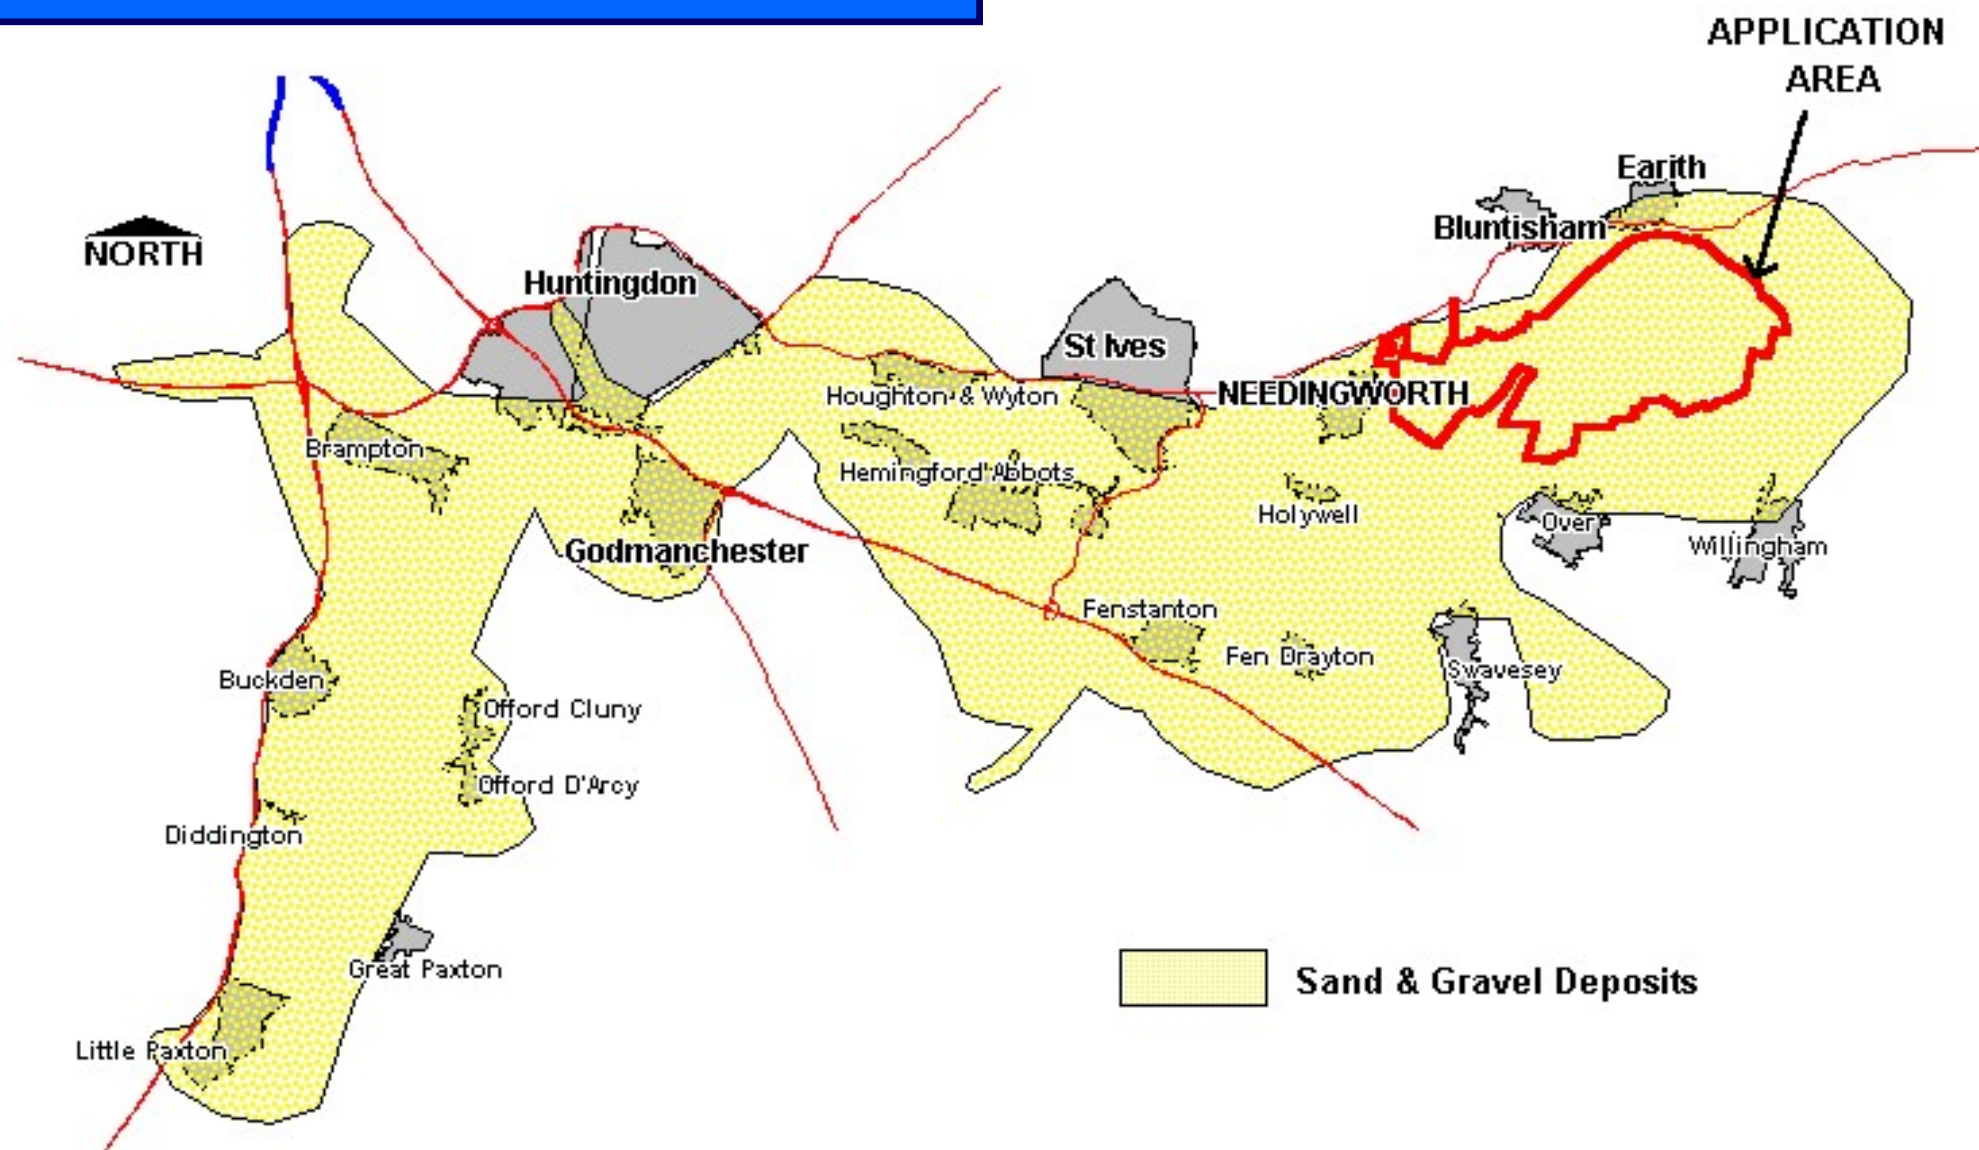 APPLICATION
AREA
Earith
Bluntisham
NORTH
Huntingdon
St Ives
NEEDINGWORTH
Houghton & Wyton
Brampton
Hemingford Abbots
Holywell
Over
Willingham
Godmanchester
Fenstanton
Fen Drayton
Swavesey
Buckden
Offord Cluny
Offord D'Arcy
Diddington
Great Paxton
Sand & Gravel Deposits
Little Paxton